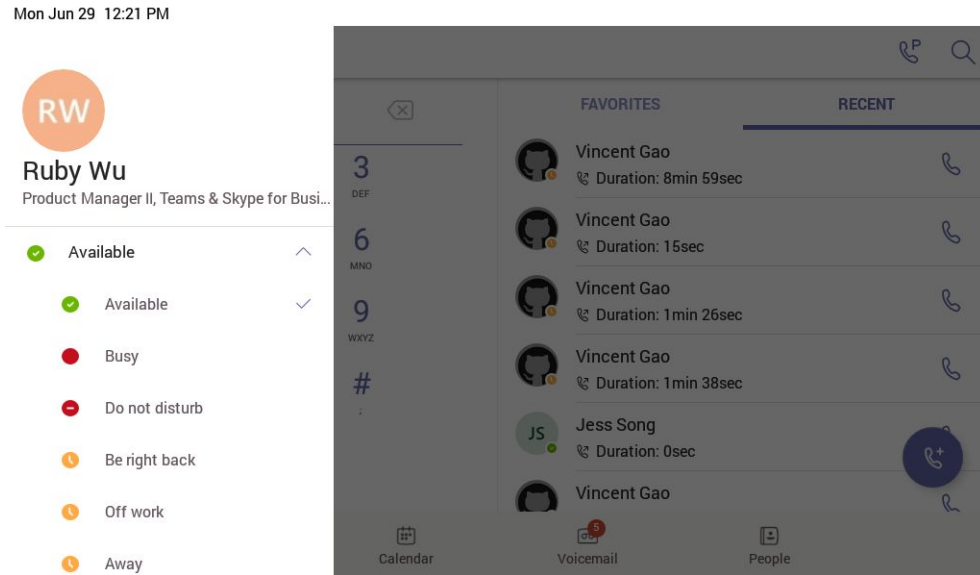 Mon Jun 29 12:21 PM
RW
Ruby Wu
Product Manager II, Teams & Skype for Busi...
Available
Available
Busy
Do not disturb
Be right back
Off work
Away
3
DEF
6
MNO
9
WXYZ
#
;
P
FAVORITES
RECENT
Vincent Gao
Duration: 8min 59sec
Vincent Gao
Duration: 15sec
Vincent Gao
Duration: 1min 26sec
Vincent Gao
Duration: 1min 38sec
JS
Jess Song
Duration: 0sec
Vincent Gao
Calendar
5
Voicemail
People